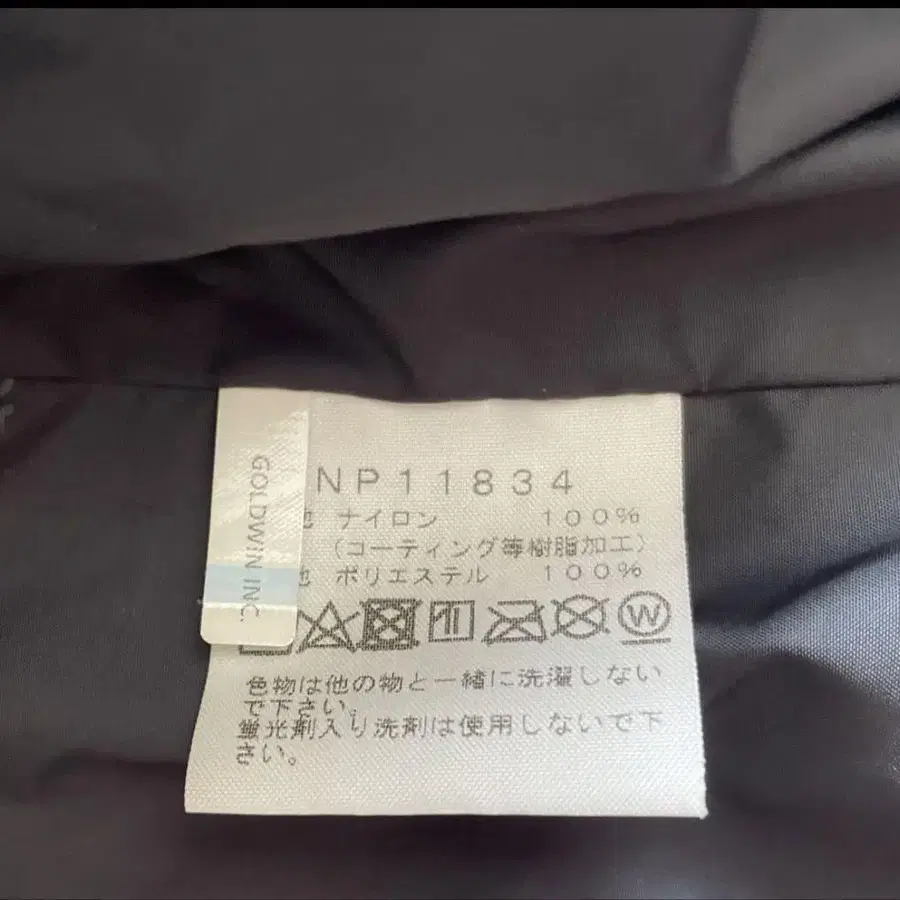 GOLDWIN INC.
NP11834
地 ナイロン 100%
(コーティング等樹脂加工)
地 ポリエステル 100%
W
色物は他の物と一緒に洗濯しない
で下さい。
蛍光剤入り洗剤は使用しないで下
さい。